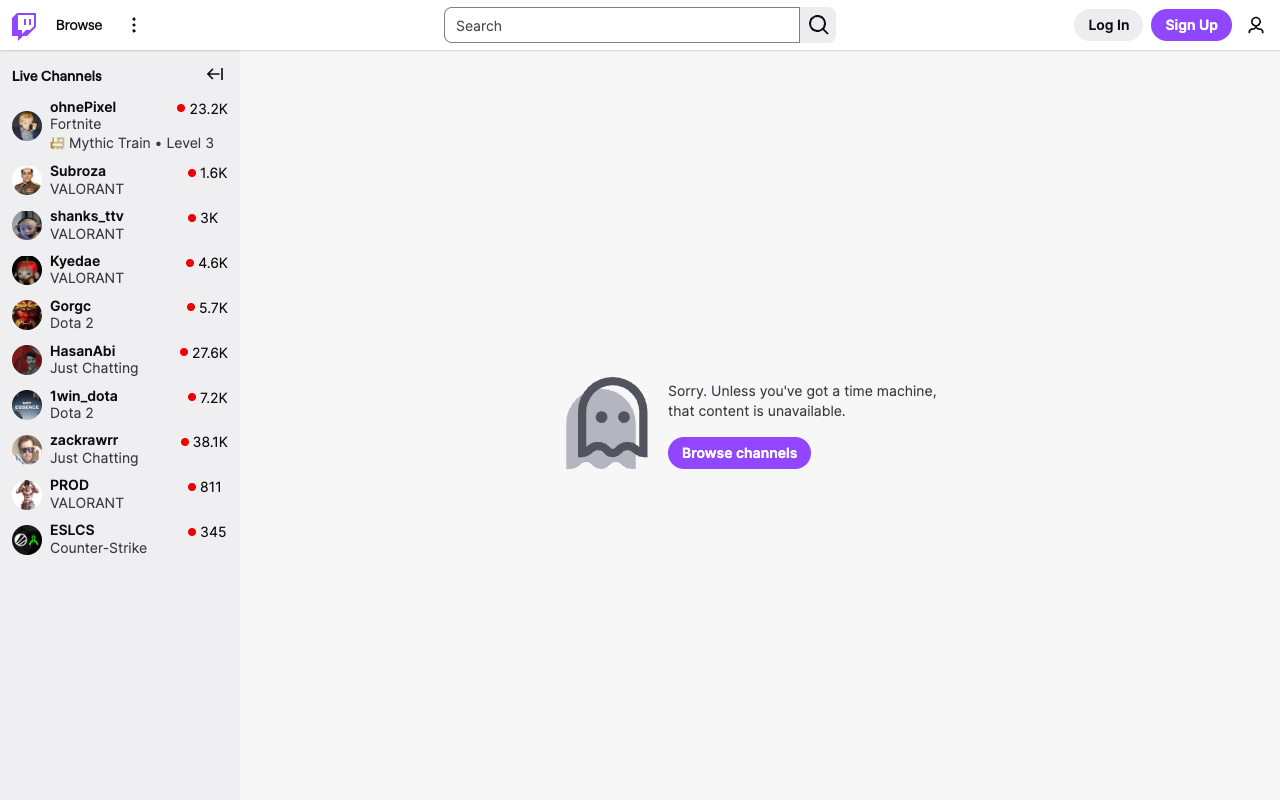 Browse
Search
Log In
Sign Up
Live Channels
ohnePixel
23.2K
Fortnite
Mythic Train • Level 3
Subroza
1.6K
VALORANT
shanks_ttv
3K
VALORANT
Kyedae
4.6K
VALORANT
Gorgc
5.7K
Dota 2
HasanAbi
27.6K
Just Chatting
1win_dota
7.2K
Dota 2
zackrawrr
38.1K
Just Chatting
PROD
811
VALORANT
ESLCS
345
Counter-Strike
Sorry. Unless you've got a time machine,
that content is unavailable.
Browse channels